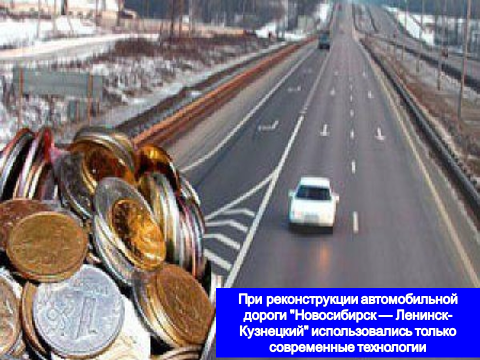 При реконструкции автомобильной
дороги "Новосибирск — Ленинск-
Кузнецкий" использовались только
современные технологии